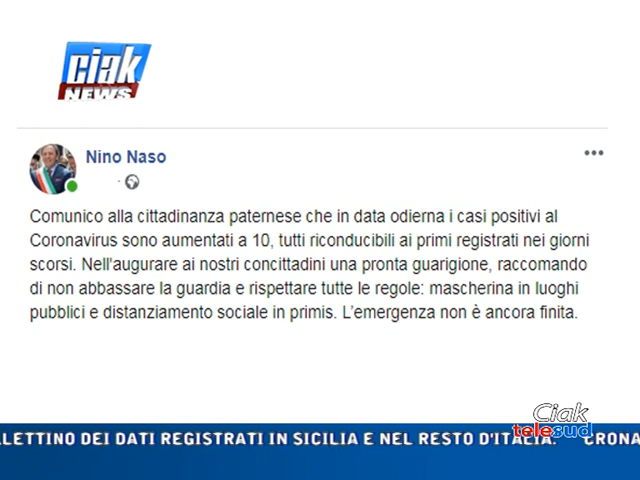 ciak
NEWS
Nino Naso
Comunico alla cittadinanza paternese che in data odierna i casi positivi al
Coronavirus sono aumentati a 10, tutti riconducibili ai primi registrati nei giorni
scorsi. Nell'augurare ai nostri concittadini una pronta guarigione, raccomando
di non abbassare la guardia e rispettare tutte le regole: mascherina in luoghi
pubblici e distanziamento sociale in primis. L'emergenza non è ancora finita.
Ciak
telesud
LLETTINO DEI DATI REGISTRATI IN SICILIA E NEL RESTO D'ITALIA. CRONA